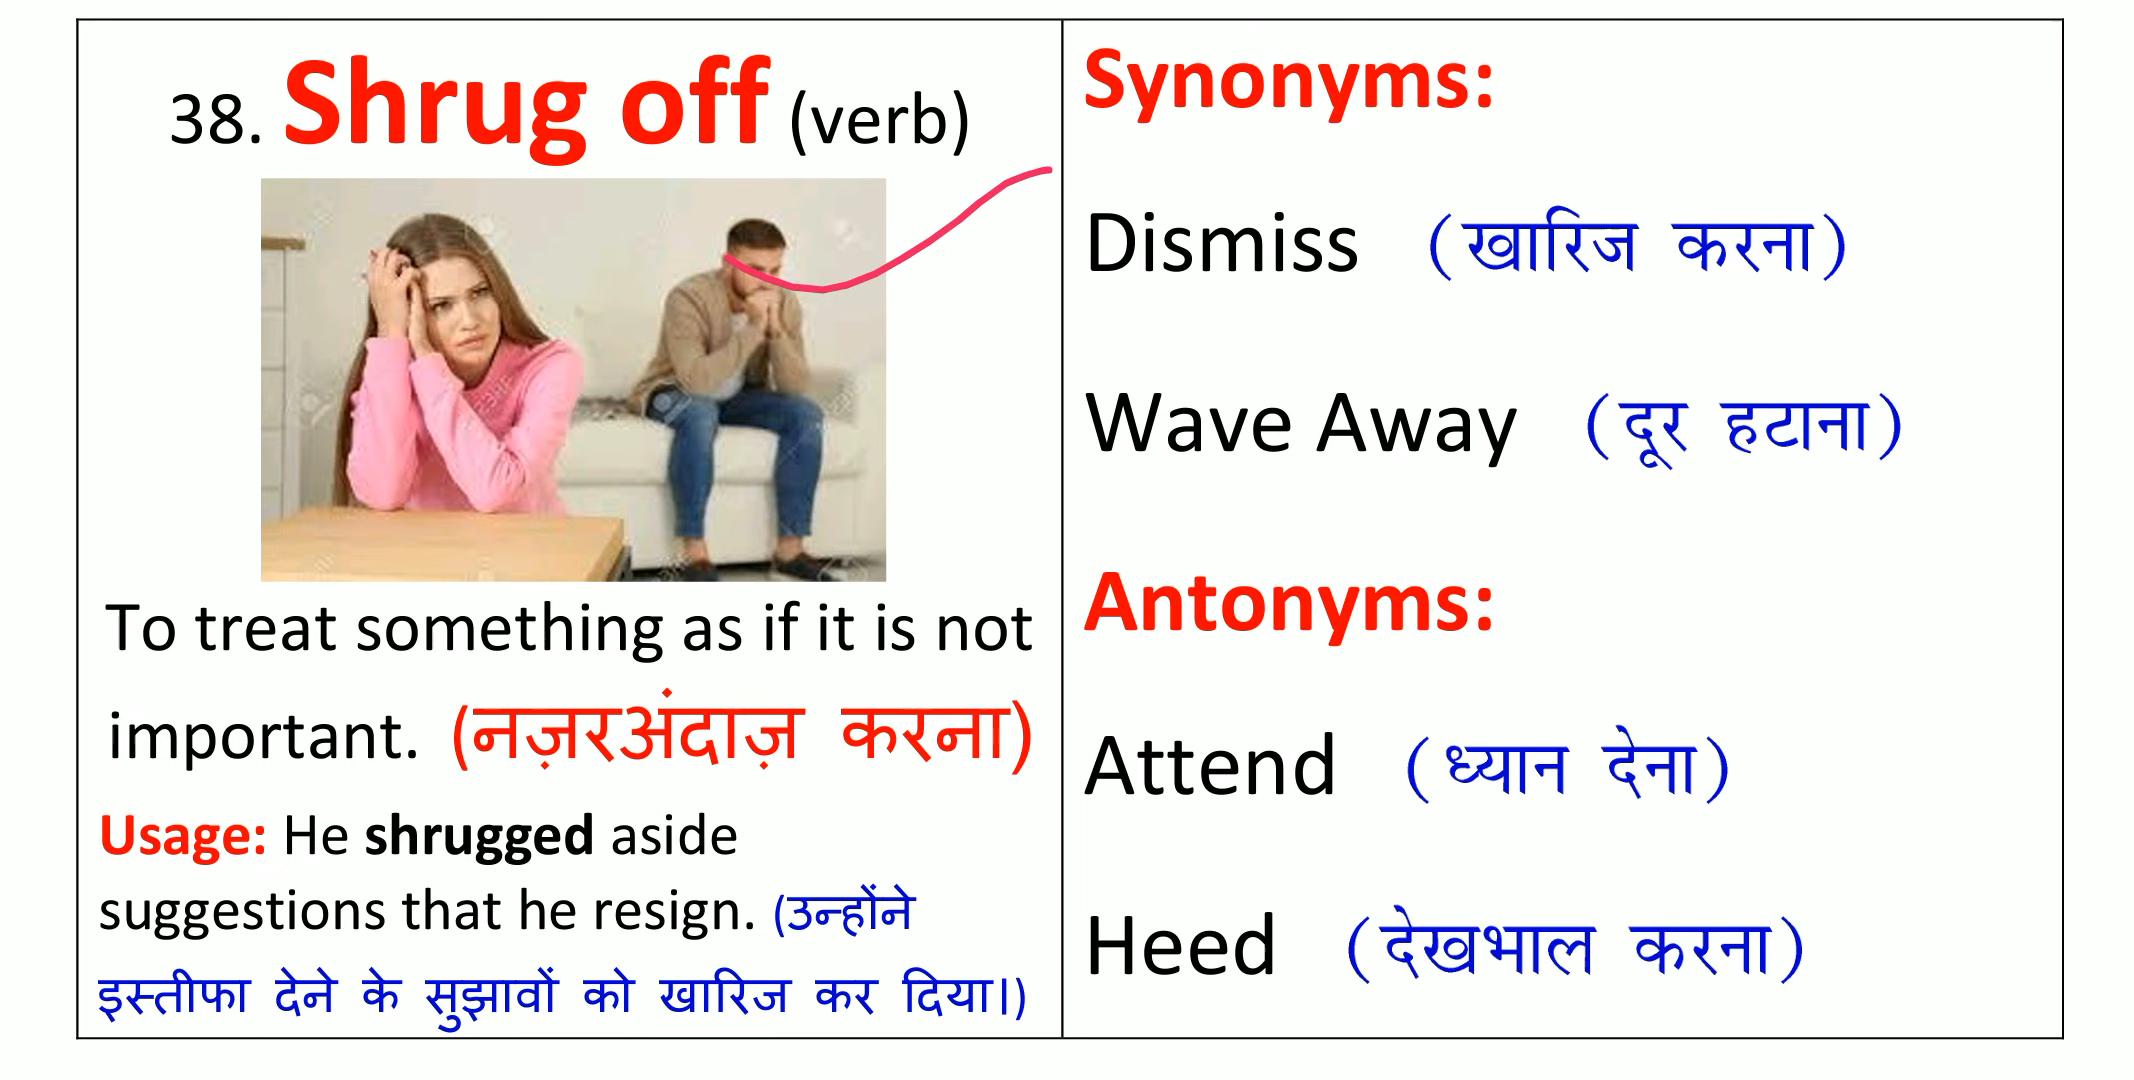 38. Shrug off (verb)
To treat something as if it is not
important. (नज़रअंदाज़ करना)
Usage: He shrugged aside
suggestions that he resign. (उन्होंने
इस्तीफा देने के सुझावों को खारिज कर दिया।)
Synonyms:
Dismiss (खारिज करना)
Wave Away (दूर हटाना)
Antonyms:
Attend (ध्यान देना)
Heed (देखभाल करना)